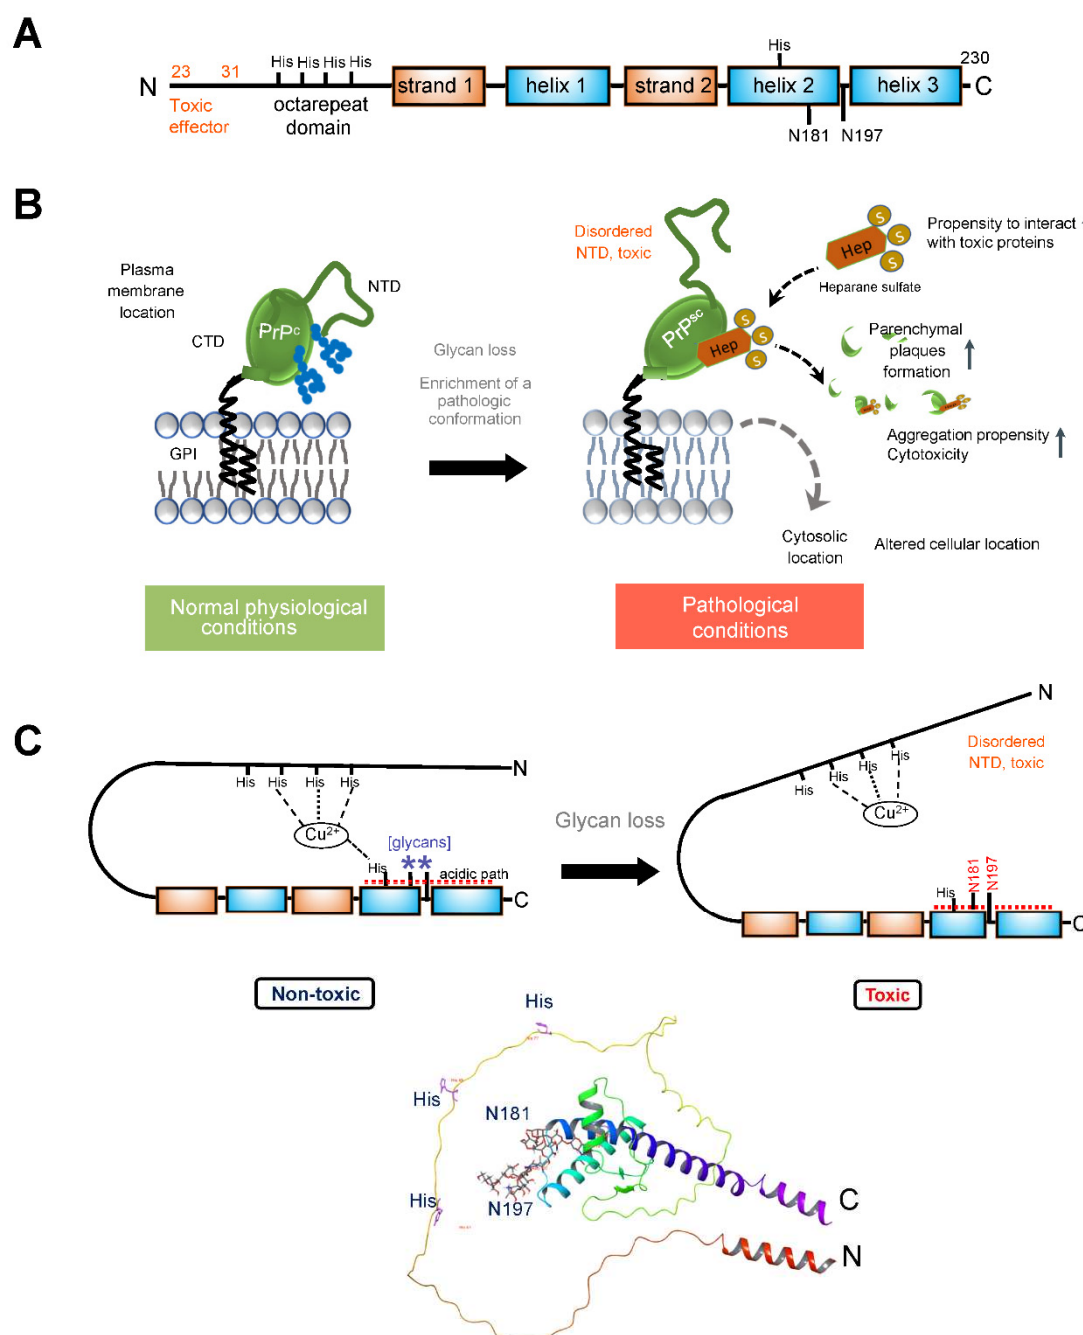 A
N
23
31
Toxic
effector
His His His His
octarepeat
domain
strand 1
helix 1
strand 2
His
helix 2
helix 3
230
C
N181
N197
B
Plasma
membrane
location
NTD
CTD
PrPc
GPI
Glycan loss
Enrichment of a
pathologic
conformation
Normal physiological
conditions
Disordered
NTD, toxic
PrPsc
Hep
S
S
S
Hep
S
S
S
Heparane sulfate
Propensity to interact
with toxic proteins
Parenchymal
plaques
formation
Aggregation propensity
Cytotoxicity
Cytosolic
location
Altered cellular location
Pathological
conditions
C
N
His
His
His
His
Cu2+
His
[glycans]
**
acidic path
C
Non-toxic
Glycan loss
N
Disordered
NTD, toxic
His
His
His
His
Cu2+
His
N181
N197
C
Toxic
His
His
N181
His
N197
C
N